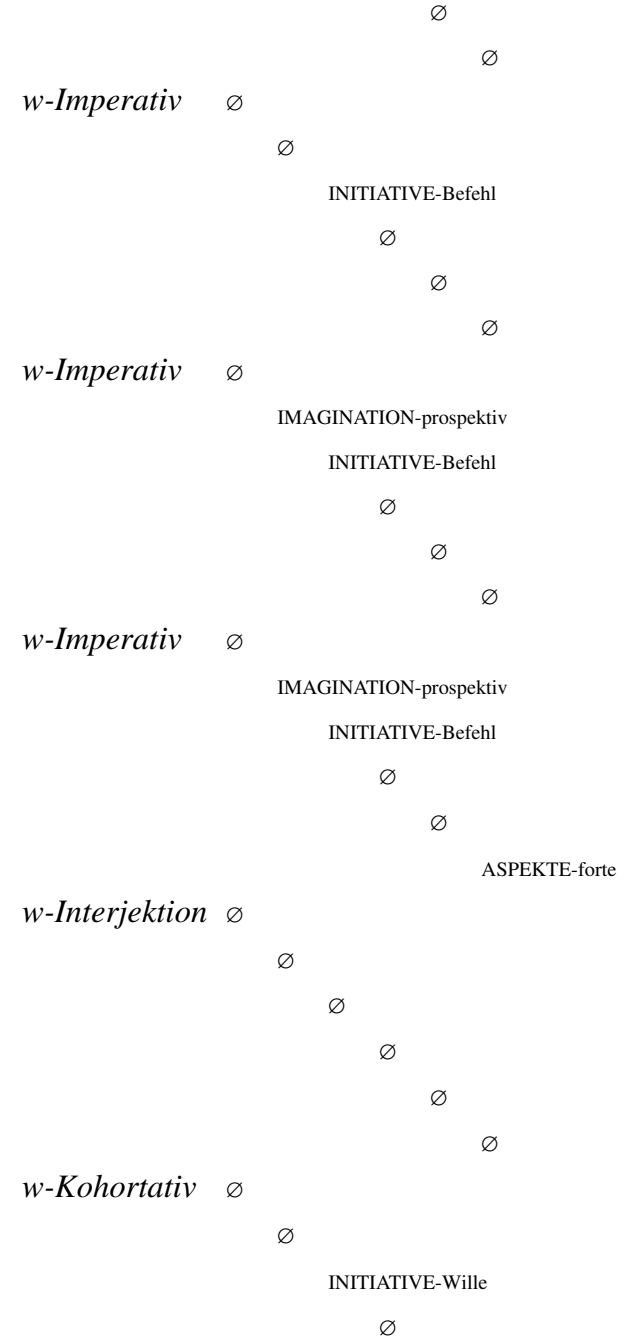 ∅
∅
w-Imperativ ∅
∅
INITIATIVE-Befehl
∅
∅
∅
w-Imperativ ∅
IMAGINATION-prospektiv
INITIATIVE-Befehl
∅
∅
∅
w-Imperativ ∅
IMAGINATION-prospektiv
INITIATIVE-Befehl
∅
∅
ASPEKTE-forte
w-Interjektion ∅
∅
∅
∅
∅
∅
w-Kohortativ ∅
∅
INITIATIVE-Wille
∅